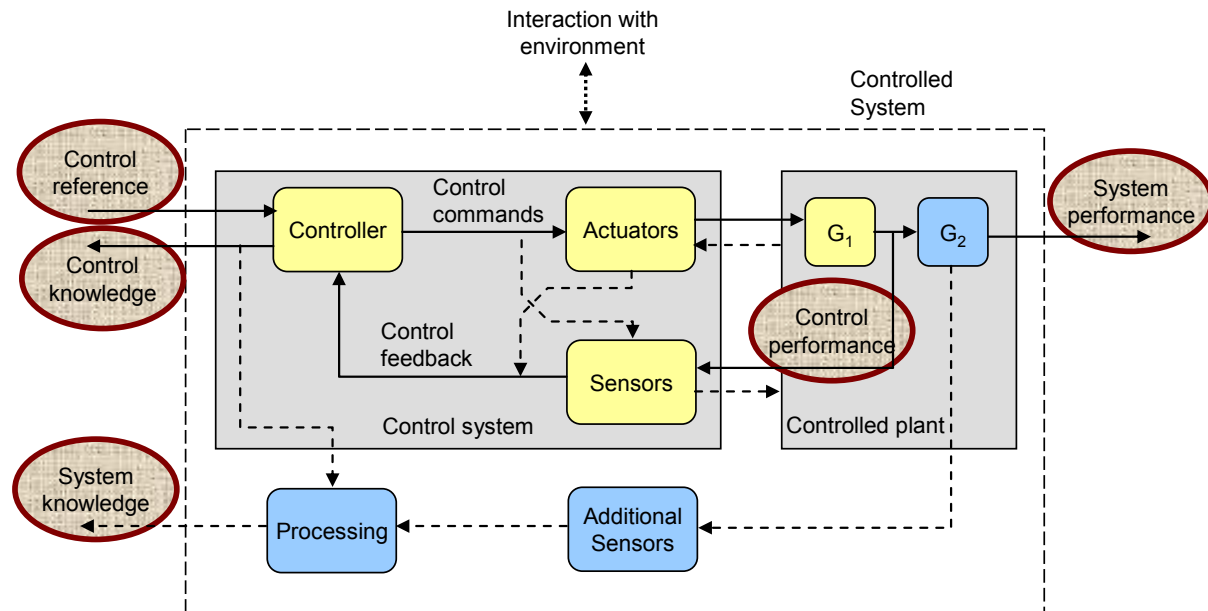 Interaction with
environment
Controlled
System
Control
reference
Control
commands
Controller
Actuators
G₁
G₂
System
performance
Control
knowledge
Control
performance
Control
feedback
Sensors
Control system
Controlled plant
System
knowledge
Processing
Additional
Sensors